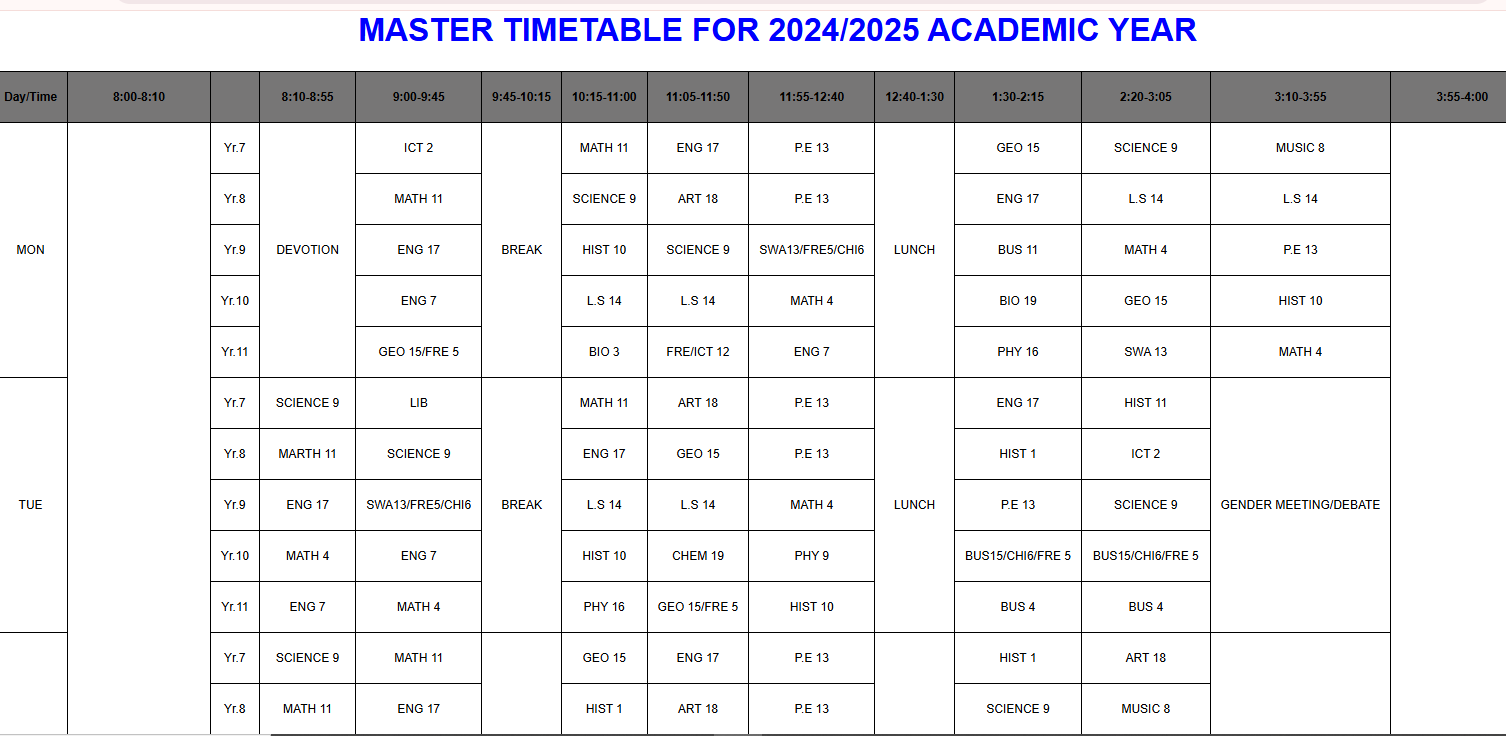 MASTER TIMETABLE FOR 2024/2025 ACADEMIC YEAR
Day/Time 8:00-8:10 8:10-8:55 9:00-9:45 9:45-10:15 10:15-11:00 11:05-11:50 11:55-12:40 12:40-1:30 1:30-2:15 2:20-3:05 3:10-3:55 3:55-4:00
Yr.7 ICT 2 MATH 11 ENG 17 P.E 13 GEO 15 SCIENCE 9 MUSIC 8
Yr.8 MATH 11 SCIENCE 9 ART 18 P.E 13 ENG 17 L.S 14 L.S 14
MON Yr.9 DEVOTION ENG 17 BREAK HIST 10 SCIENCE 9 SWA13/FRE5/CHI6 LUNCH BUS 11 MATH 4 P.E 13
Yr.10 ENG 7 L.S 14 L.S 14 MATH 4 BIO 19 GEO 15 HIST 10
Yr.11 GEO 15/FRE 5 BIO 3 FRE/ICT 12 ENG 7 PHY 16 SWA 13 MATH 4
Yr.7 SCIENCE 9 LIB MATH 11 ART 18 P.E 13 ENG 17 HIST 11
Yr.8 MARTH 11 SCIENCE 9 ENG 17 GEO 15 P.E 13 HIST 1 ICT 2
TUE Yr.9 ENG 17 SWA13/FRE5/CHI6 BREAK L.S 14 L.S 14 MATH 4 LUNCH P.E 13 SCIENCE 9 GENDER MEETING/DEBATE
Yr.10 MATH 4 ENG 7 HIST 10 CHEM 19 PHY 9 BUS15/CHI6/FRE 5 BUS15/CHI6/FRE 5
Yr.11 ENG 7 MATH 4 PHY 16 GEO 15/FRE 5 HIST 10 BUS 4 BUS 4
Yr.7 SCIENCE 9 MATH 11 GEO 15 ENG 17 P.E 13 HIST 1 ART 18
Yr.8 MATH 11 ENG 17 HIST 1 ART 18 P.E 13 SCIENCE 9 MUSIC 8